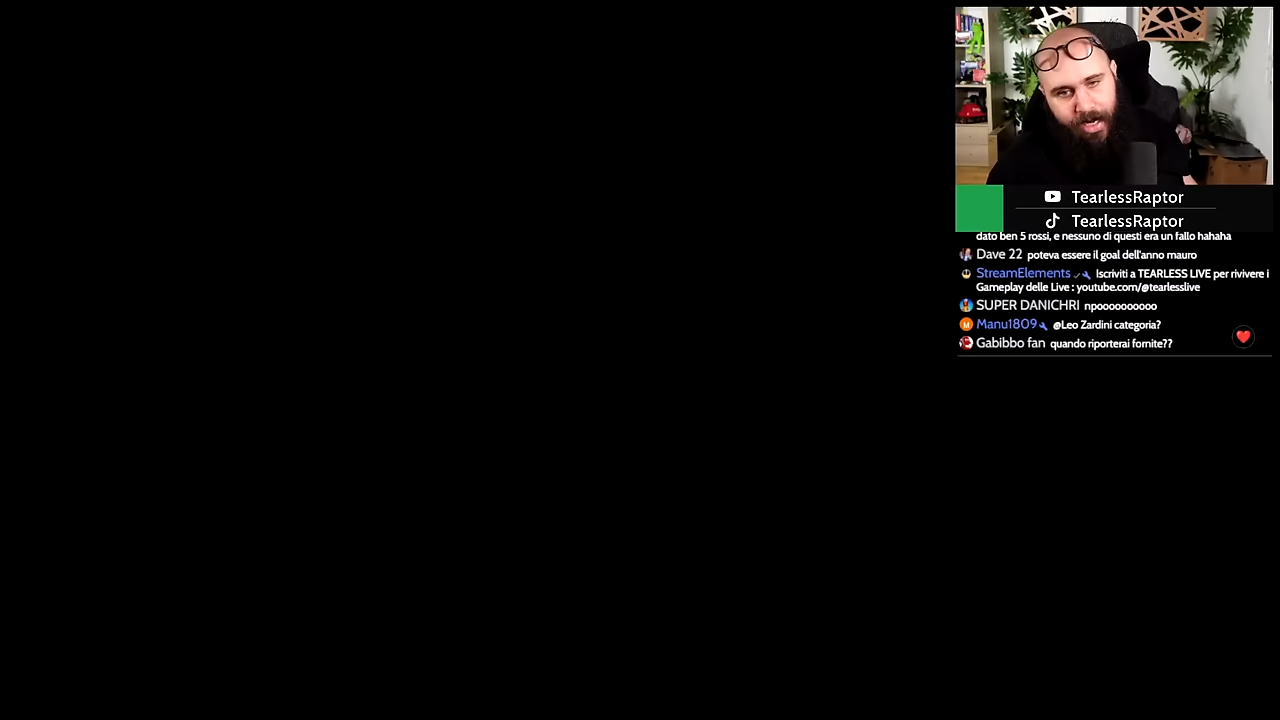 TearlessRaptor
TearlessRaptor
dato ben 5 rossi, e nessuno di questi era un fallo hahaha
Dave 22 poteva essere il goal dell'anno mauro
StreamElements Iscriviti a TEARLESS LIVE per rivivere i
Gameplay delle Live : youtube.com/@tearlesslive
SUPER DANICHRI npoooooooooo
M Manu1809 @Leo Zardini categoria?
Gabibbo fan quando riporterai fornite??